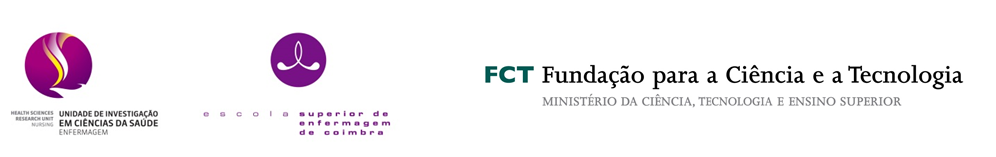 HEALTH SCIENCES
RESEARCH UNIT
NURSING
UNIDADE DE INVESTIGAÇÃO
EM CIÊNCIAS DA SAÚDE
ENFERMAGEM
escola superior de
enfermagem
de coimbra
FCT Fundação para a Ciência e a Tecnologia
MINISTÉRIO DA CIÊNCIA, TECNOLOGIA E ENSINO SUPERIOR